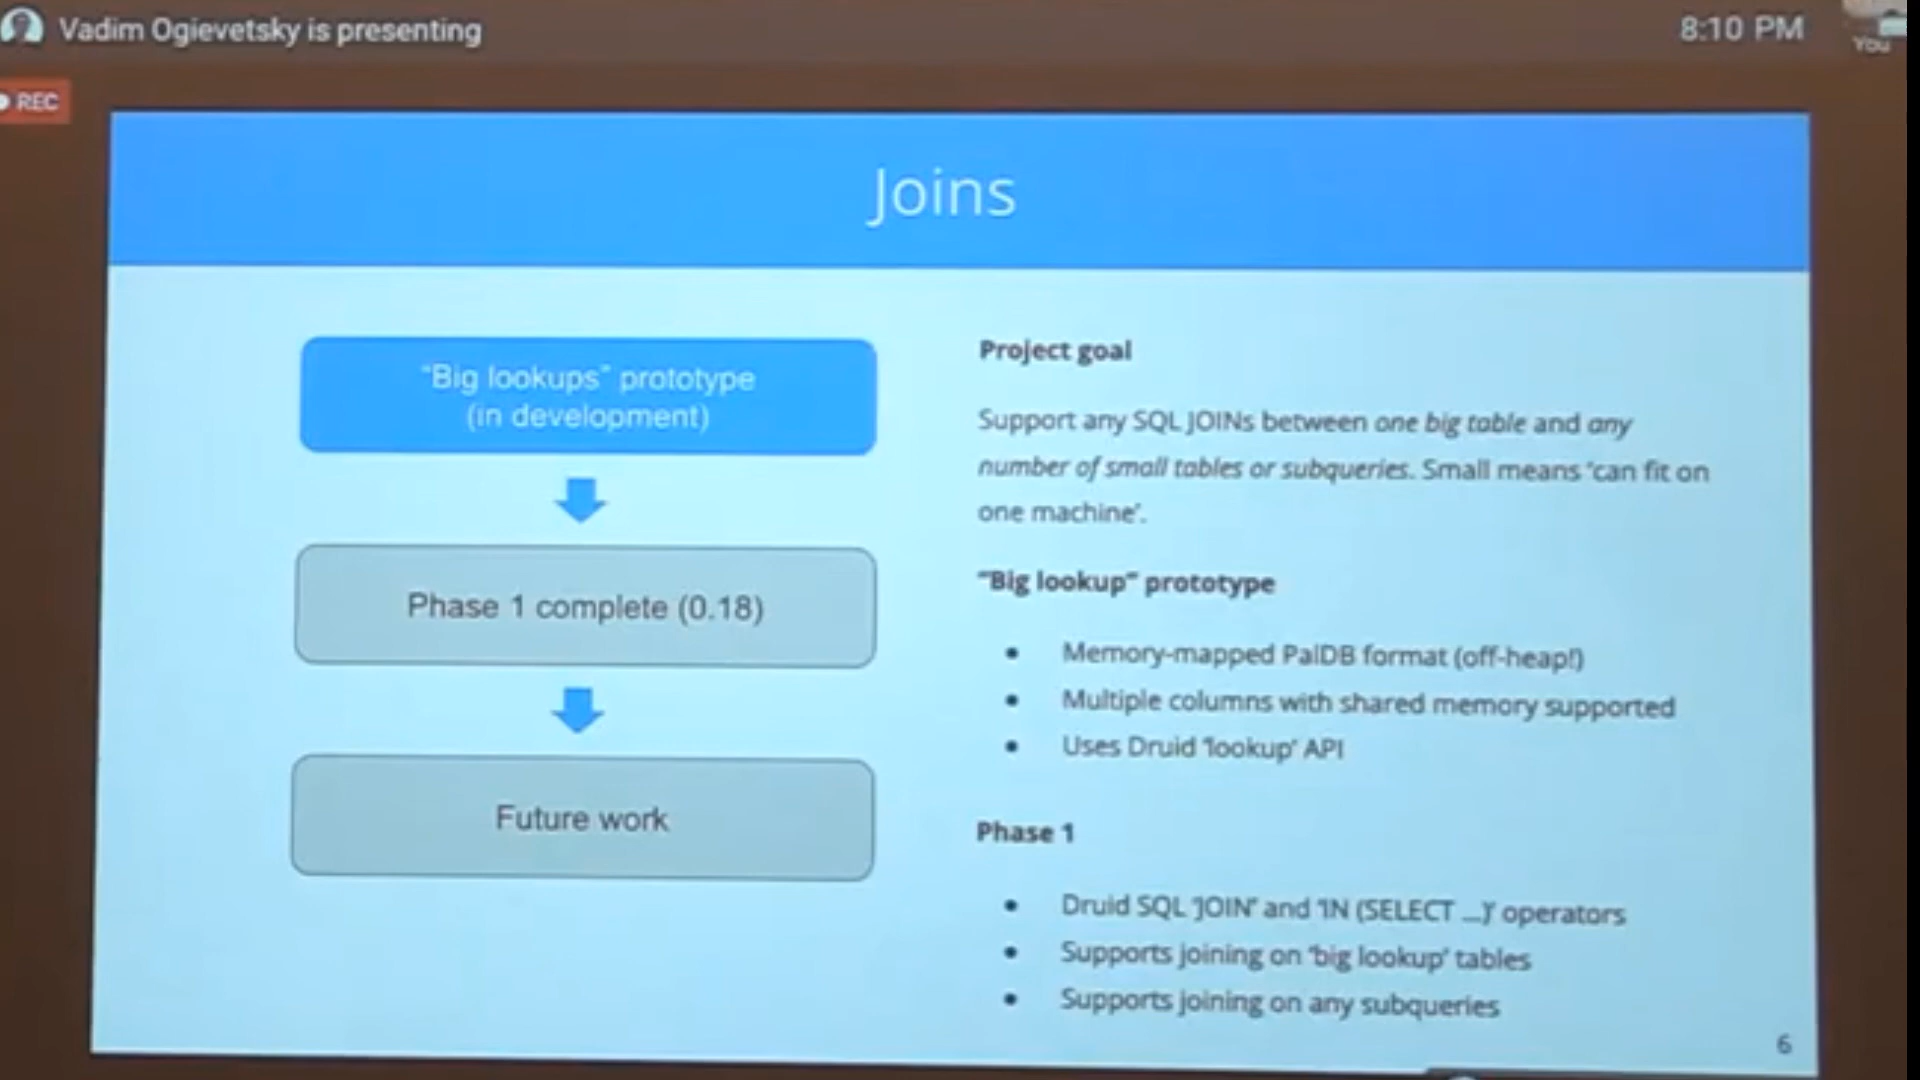 Vadim Ogievetsky is presenting
8:10 PM
You
REC
Joins
"Big lookups" prototype
(in development)
Phase 1 complete (0.18)
Future work
Project goal
Support any SQL JOINs between one big table and any
number of small tables or subqueries. Small means 'can fit on
one machine'.
"Big lookup" prototype
• Memory-mapped PalDB format (off-heap!)
• Multiple columns with shared memory supported
• Uses Druid 'lookup' API
Phase 1
• Druid SQL 'JOIN' and 'IN (SELECT ...)' operators
• Supports joining on 'big lookup' tables
• Supports joining on any subqueries
6